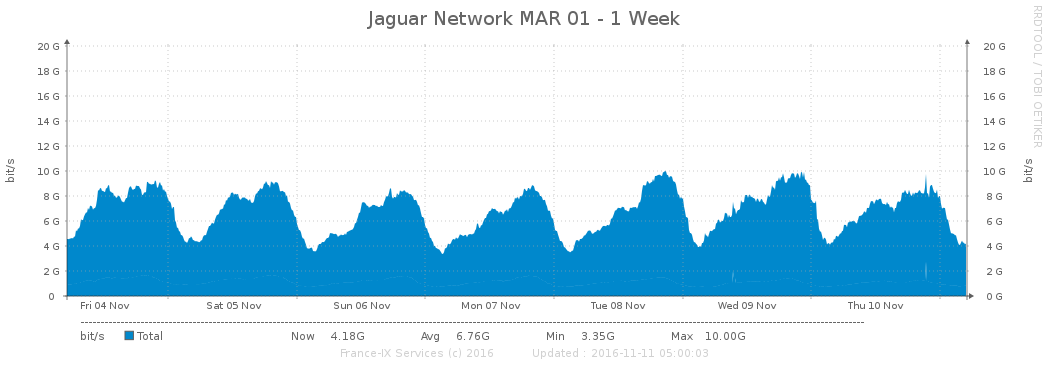 Jaguar Network MAR 01 - 1 Week
RRDTOOL / TOBI OETIKER
bit/s
20 G 20 G
18 G 18 G
16 G 16 G
14 G 14 G
12 G 12 G
10 G 10 G
8 G 8 G
6 G 6 G
4 G 4 G
2 G 2 G
0 0 G
bit/s
Fri 04 Nov Sat 05 Nov Sun 06 Nov Mon 07 Nov Tue 08 Nov Wed 09 Nov Thu 10 Nov
bit/s Total Now 4.18G Avg 6.76G Min 3.35G Max 10.00G
France-IX Services (c) 2016 Updated : 2016-11-11 05:00:03